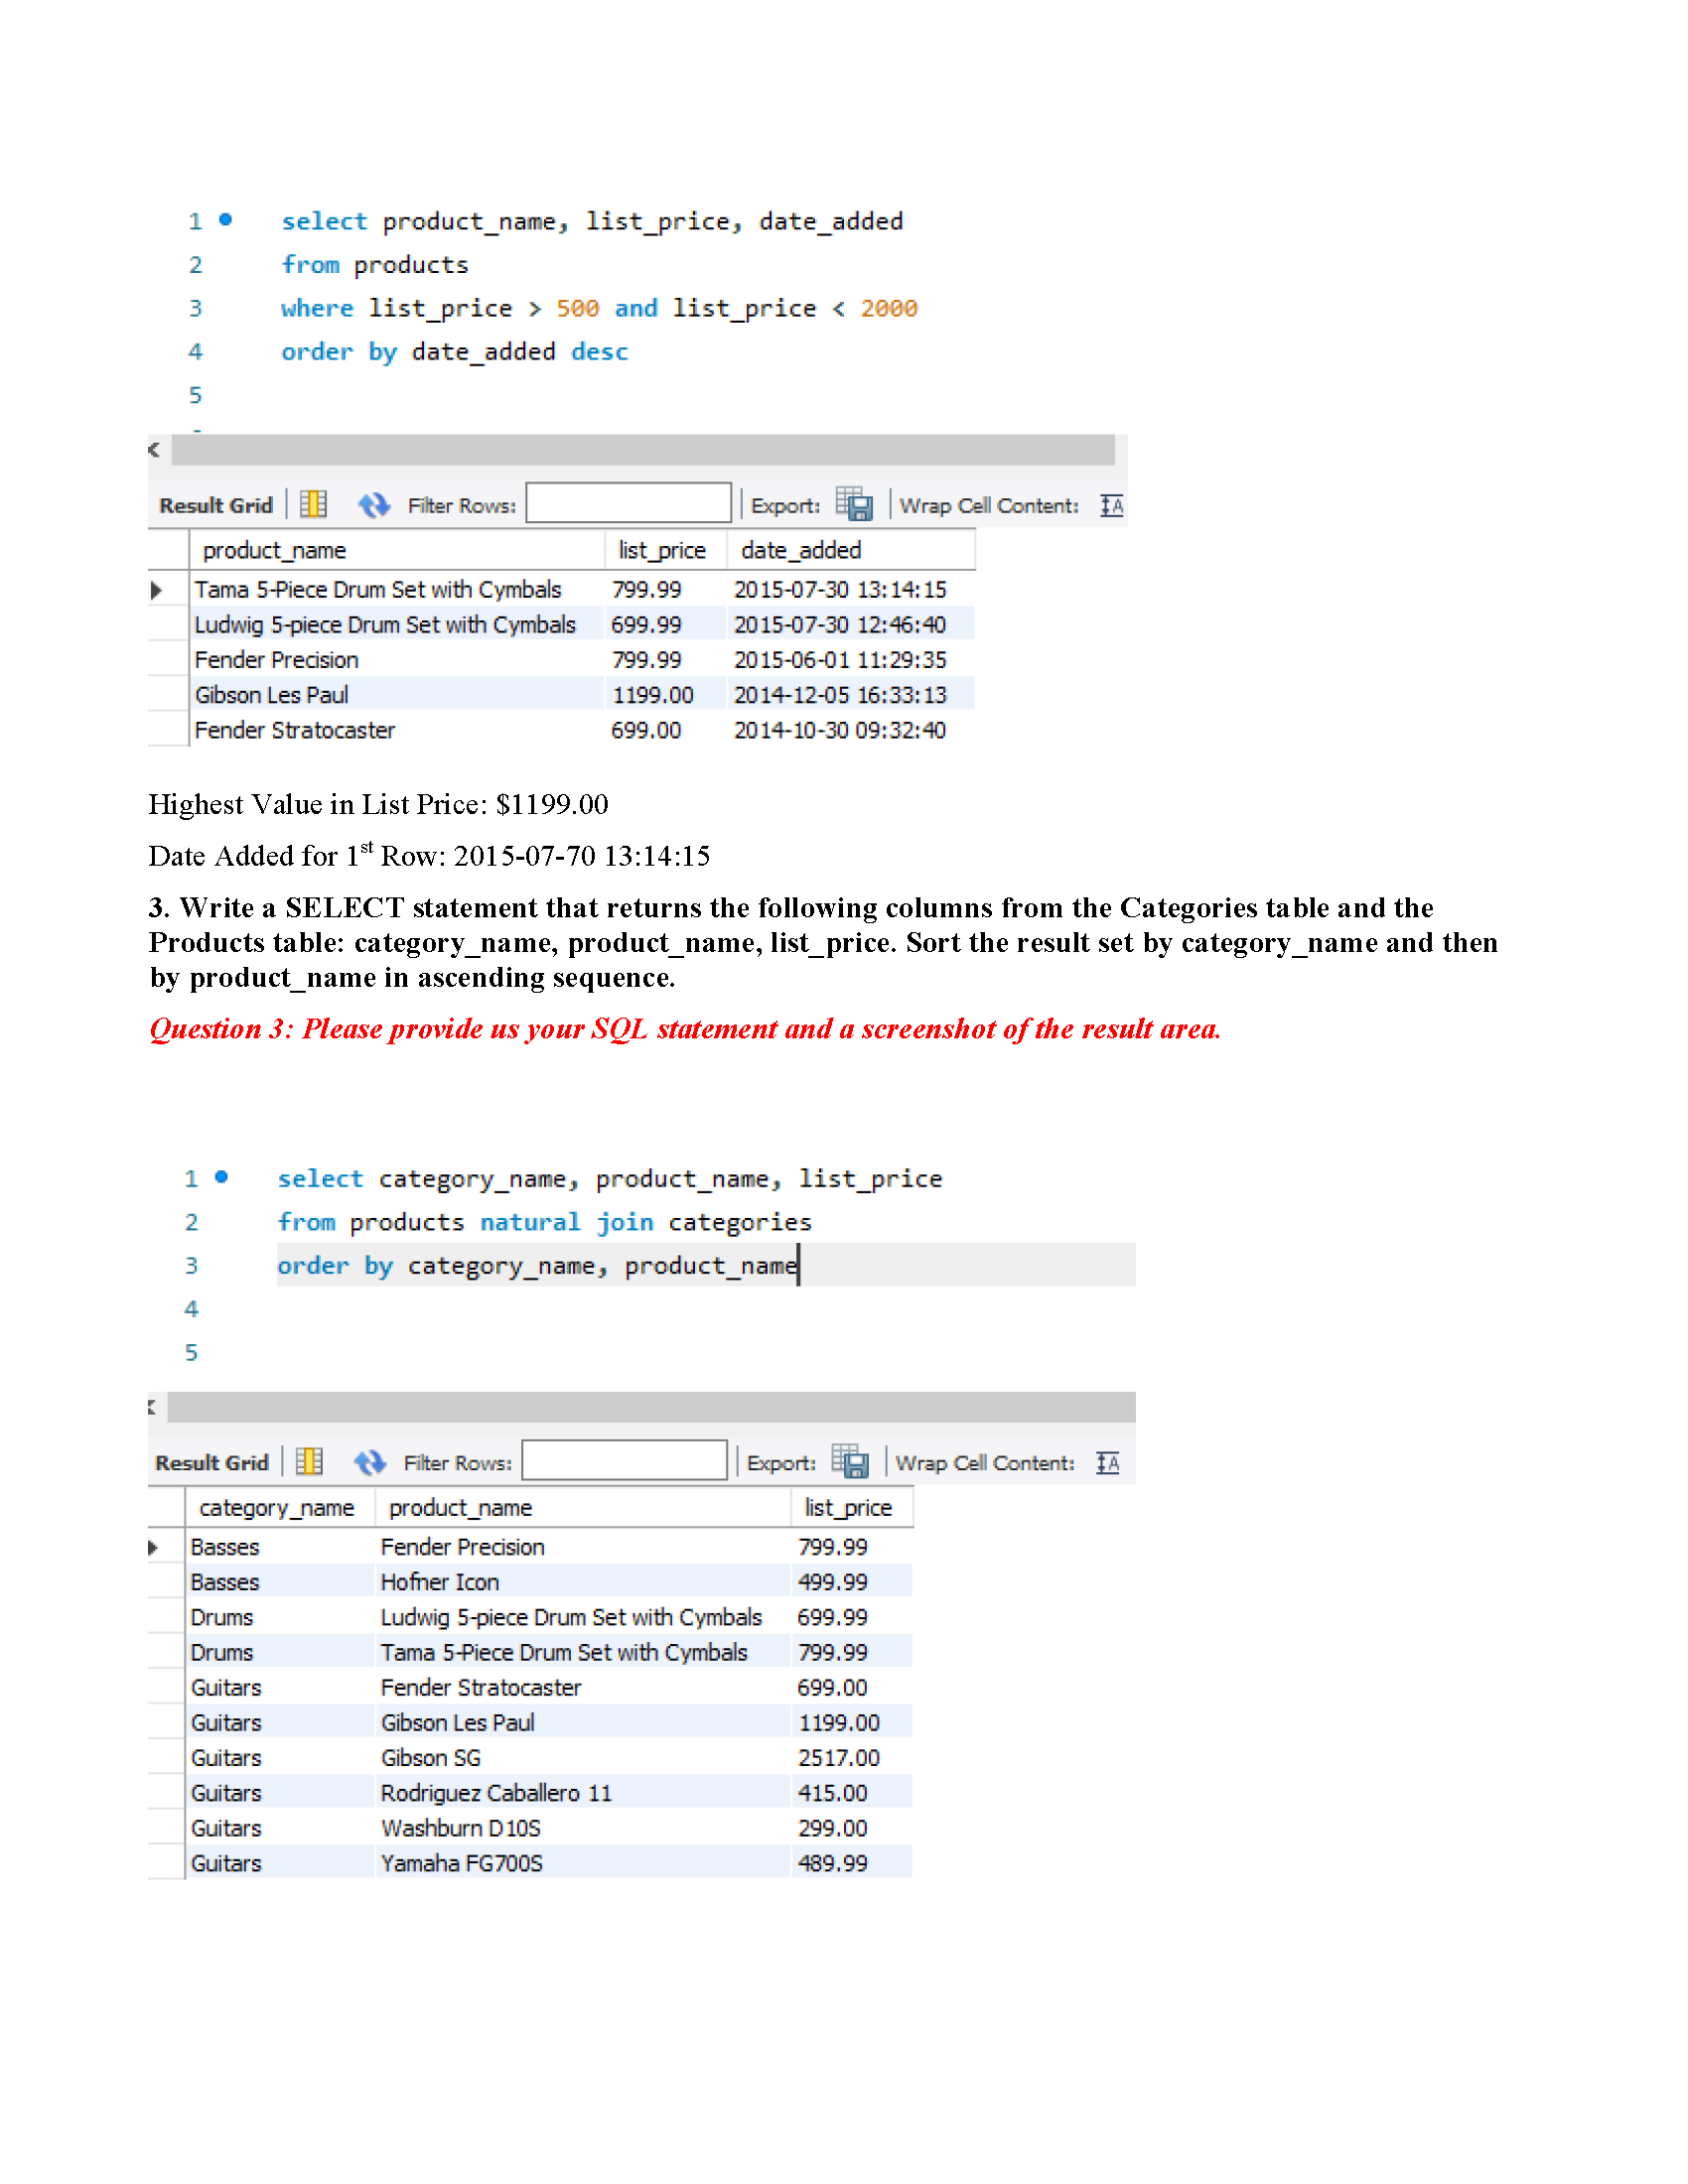 1 select product_name, list_price, date_added
2 from products
3 where list_price > 500 and list_price < 2000
4 order by date_added desc
5
Result Grid Filter Rows: Export: Wrap Cell Content: IA
product_name list_price date_added
Tama 5-Piece Drum Set with Cymbals 799.99 2015-07-30 13:14:15
Ludwig 5-piece Drum Set with Cymbals 699.99 2015-07-30 12:46:40
Fender Precision 799.99 2015-06-01 11:29:35
Gibson Les Paul 1199.00 2014-12-05 16:33:13
Fender Stratocaster 699.00 2014-10-30 09:32:40
Highest Value in List Price: $1199.00
Date Added for 1st Row: 2015-07-70 13:14:15
3. Write a SELECT statement that returns the following columns from the Categories table and the
Products table: category_name, product_name, list_price. Sort the result set by category_name and then
by product_name in ascending sequence.
Question 3: Please provide us your SQL statement and a screenshot of the result area.
1 select category_name, product_name, list_price
2 from products natural join categories
3 order by category_name, product_name
4
5
Result Grid Filter Rows: Export: Wrap Cell Content: IA
category_name product_name list_price
Basses Fender Precision 799.99
Basses Hofner Icon 499.99
Drums Ludwig 5-piece Drum Set with Cymbals 699.99
Drums Tama 5-Piece Drum Set with Cymbals 799.99
Guitars Fender Stratocaster 699.00
Guitars Gibson Les Paul 1199.00
Guitars Gibson SG 2517.00
Guitars Rodriguez Caballero 11 415.00
Guitars Washburn D10S 299.00
Guitars Yamaha FG700S 489.99